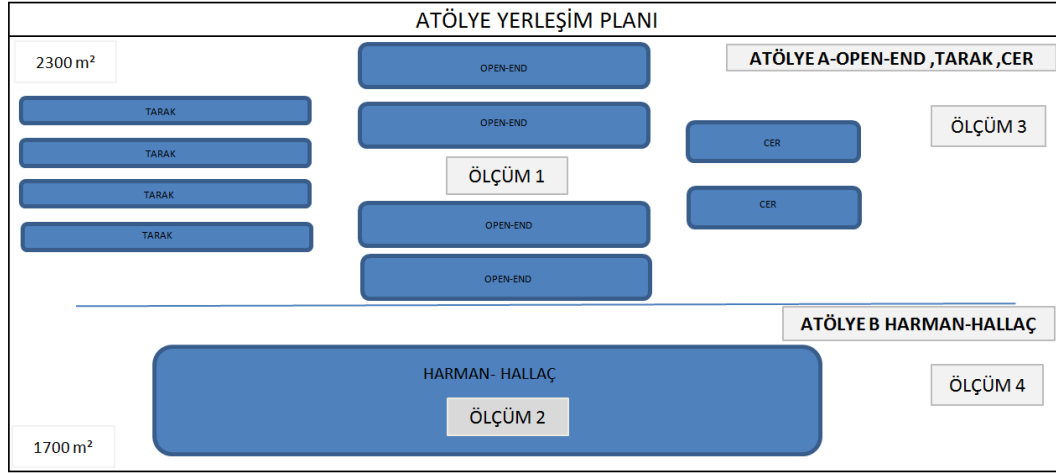 ATÖLYE YERLEŞİM PLANI
2300 m²
OPEN-END
ATÖLYE A-OPEN-END ,TARAK ,CER
TARAK
OPEN-END
ÖLÇÜM 3
TARAK
CER
ÖLÇÜM 1
TARAK
CER
TARAK
OPEN-END
OPEN-END
ATÖLYE B HARMAN-HALLAÇ
HARMAN- HALLAÇ
ÖLÇÜM 4
ÖLÇÜM 2
1700 m²